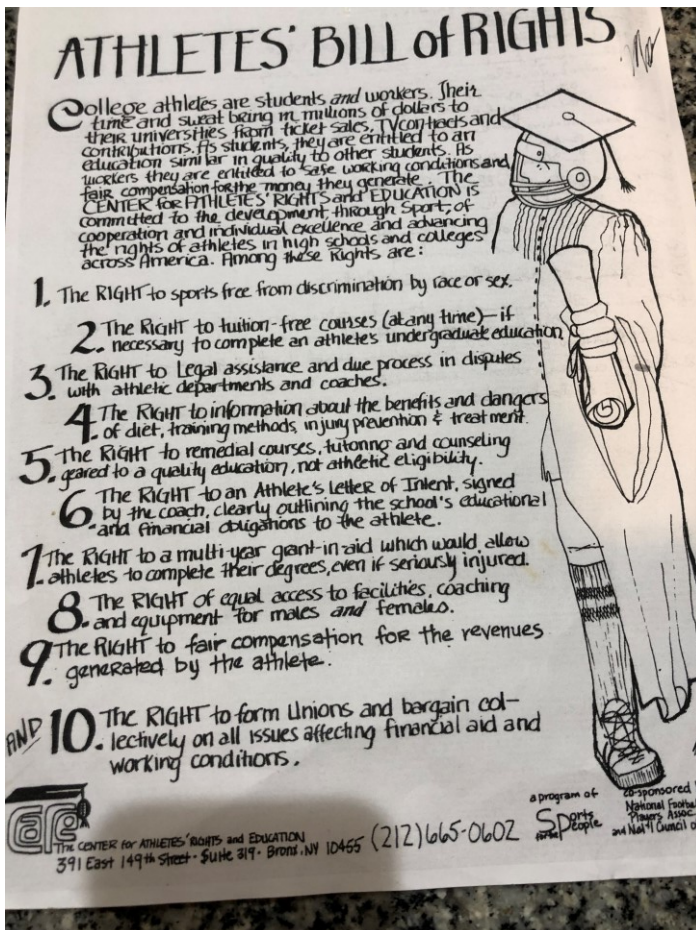 ATHLETES' BILL of RIGHTS
College athletes are students and workers. Their
time and sweat bring in millions of dollars to
their universities from ticket sales, TV contracts and
contributions. As students, they are entitled to an
education similar in quality to other students. As
workers they are entitled to safe working conditions and
fair compensation for the money they generate. The
CENTER for ATHLETES' RIGHTS and EDUCATION is
committed to the development, through Sport, of
cooperation and individual excellence and advancing
the rights of athletes in high schools and colleges
across America. Among these Rights are:
1. The RIGHT to sports free from discrimination by race or sex.
2. The RIGHT to tuition-free courses (at any time)—if
necessary to complete an athlete's undergraduate education
3. The RIGHT to Legal assistance and due process in disputes
with athletic departments and coaches.
4. The RIGHT to information about the benefits and dangers
of diet, training methods, injury prevention & treatment.
5. The RIGHT to remedial courses, tutoring and counseling
geared to a quality education, not athletic eligibility.
6. The RIGHT to an Athlete's Letter of Intent, signed
by the coach, clearly outlining the school's educational
and financial obligations to the athlete.
7. The RIGHT to a multi-year grant-in-aid which would allow
athletes to complete their degrees, even if seriously injured.
8. The RIGHT of equal access to facilities, coaching
and equipment for males and females.
9. The RIGHT to fair compensation for the revenues
generated by the athlete.
AND 10. The RIGHT to form Unions and bargain col-
lectively on all issues affecting financial aid and
working conditions.
CARE
The CENTER for ATHLETES' RIGHTS and EDUCATION
391 East 149th Street - Suite 319 - Bronx, NY 10455 (212) 665-0602
a program of
Sports
for the People
co-sponsored
National Footba
Players Assoc.
and Nat'l Council o